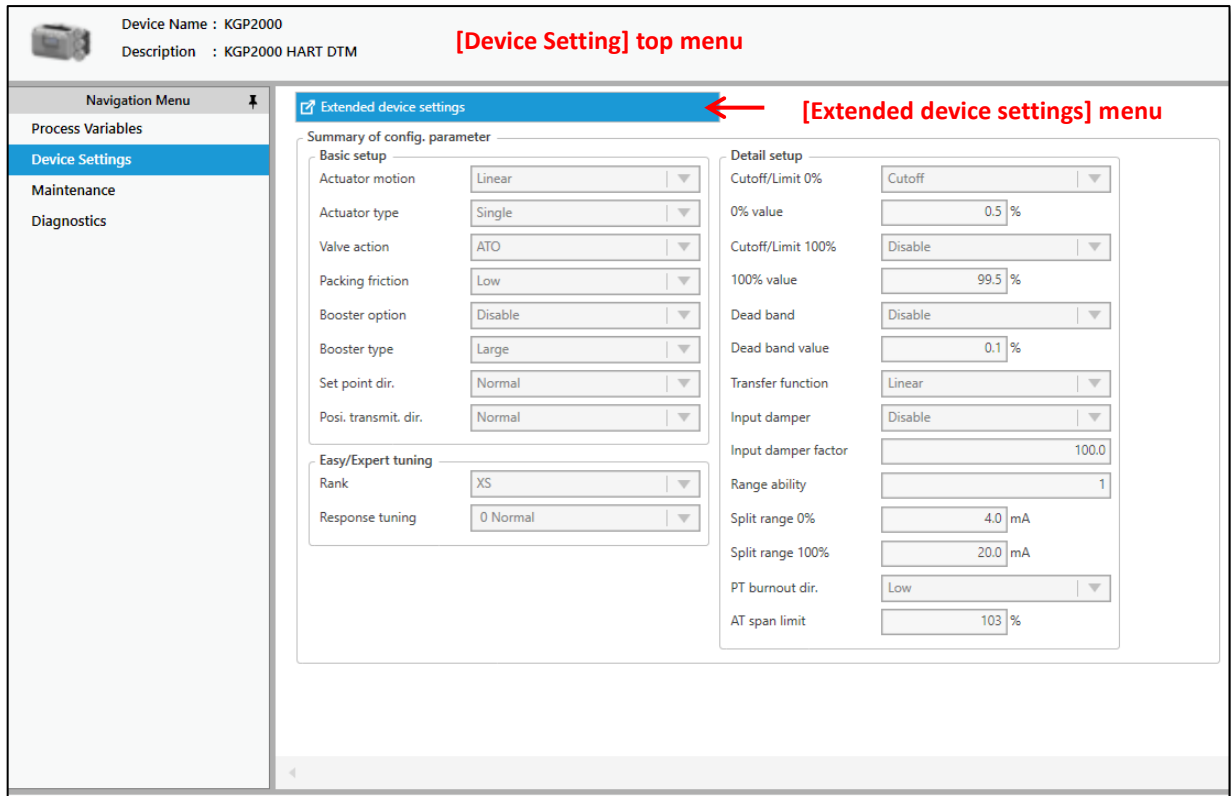 Device Name : KGP2000
Description : KGP2000 HART DTM
[Device Setting] top menu
Navigation Menu
Process Variables
Device Settings
Maintenance
Diagnostics
Extended device settings
[Extended device settings] menu
Summary of config. parameter
Basic setup
Actuator motion Linear
Actuator type Single
Valve action ATO
Packing friction Low
Booster option Disable
Booster type Large
Set point dir. Normal
Posi. transmit. dir. Normal
Easy/Expert tuning
Rank XS
Response tuning 0 Normal
Detail setup
Cutoff/Limit 0% Cutoff
0% value 0.5 %
Cutoff/Limit 100% Disable
100% value 99.5 %
Dead band Disable
Dead band value 0.1 %
Transfer function Linear
Input damper Disable
Input damper factor 100.0
Range ability 1
Split range 0% 4.0 mA
Split range 100% 20.0 mA
PT burnout dir. Low
AT span limit 103 %